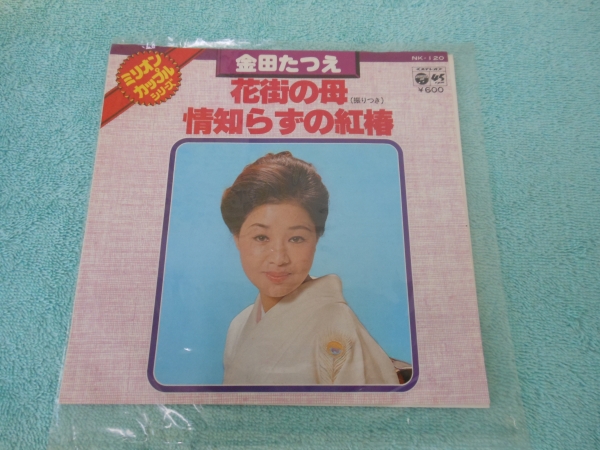 ミリオン
カップル
シリーズ
金田たつえ
NK-120
花街の母
(振りつき)
情知らずの紅椿
45
¥600